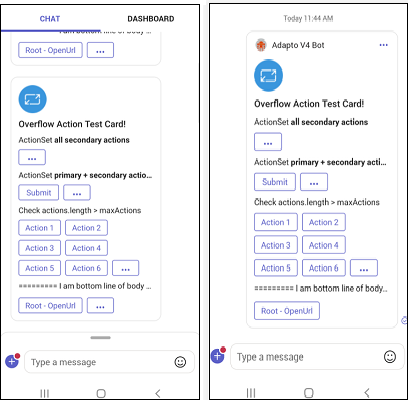 CHAT
DASHBOARD
I am bottom line of body ...
Root - OpenUrl
...
Overflow Action Test Card!
ActionSet all secondary actions
...
ActionSet primary + secondary actio...
Submit
...
Check actions.length > maxActions
Action 1
Action 2
Action 3
Action 4
Action 5
Action 6
...
========= I am bottom line of body ...
Root - OpenUrl
...
Type a message
Today 11:44 AM
Adapto V4 Bot
...
Overflow Action Test Card!
ActionSet all secondary actions
...
ActionSet primary + secondary acti...
Submit
...
Check actions.length > maxActions
Action 1
Action 2
Action 3
Action 4
Action 5
Action 6
...
========= I am bottom line of body...
Root - OpenUrl
Type a message